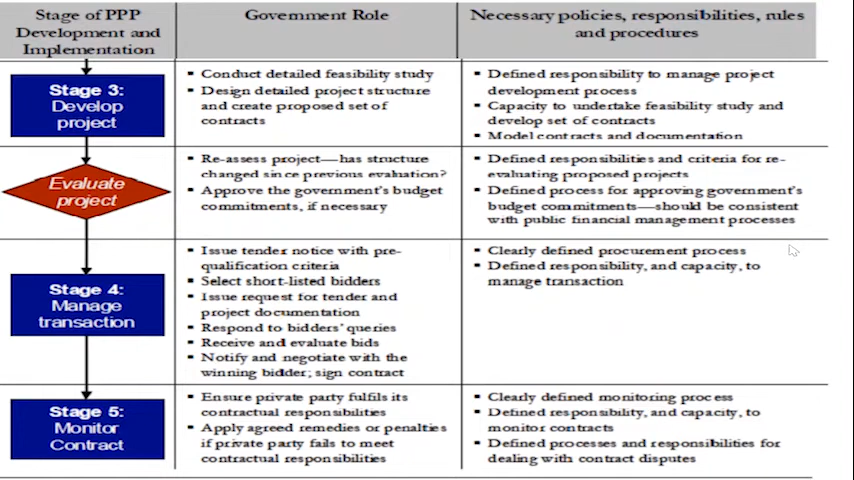 Stage of PPP
Development and
Implementation
Government Role
Necessary policies, responsibilities, rules
and procedures
Stage 3:
Develop
project
▪ Conduct detailed feasibility study
▪ Design detailed project structure
and create proposed set of
contracts
▪ Defined responsibility to manage project
development process
▪ Capacity to undertake feasibility study and
develop set of contracts
▪ Model contracts and documentation
Evaluate
project
▪ Re-assess project—has structure
changed since previous evaluation?
▪ Approve the government's budget
commitments, if necessary
▪ Defined responsibilities and criteria for re-
evaluating proposed projects
▪ Defined process for approving government's
budget commitments—should be consistent
with public financial management processes
Stage 4:
Manage
transaction
▪ Issue tender notice with pre-
qualification criteria
▪ Select short-listed bidders
▪ Issue request for tender and
project documentation
▪ Respond to bidders' queries
▪ Receive and evaluate bids
▪ Notify and negotiate with the
winning bidder; sign contract
▪ Clearly defined procurement process
▪ Defined responsibility, and capacity, to
manage transaction
Stage 5:
Monitor
Contract
▪ Ensure private party fulfils its
contractual responsibilities
▪ Apply agreed remedies or penalties
if private party fails to meet
contractual responsibilities
▪ Clearly defined monitoring process
▪ Defined responsibility, and capacity, to
monitor contracts
▪ Defined processes and responsibilities for
dealing with contract disputes